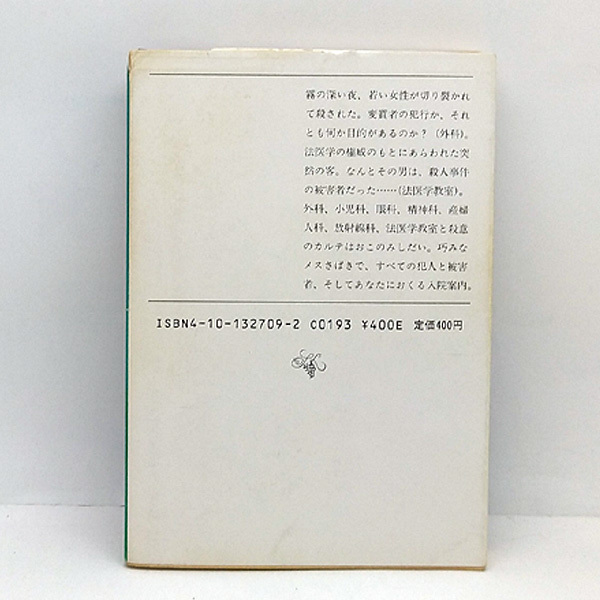 霧の深い夜、若い女性が切り裂かれ
て殺された。変質者の犯行か、それ
とも何か目的があるのか？（外科）。
法医学の権威のもとにあらわれた突
然の客。なんとその男は、殺人事件
の被害者だった……（法医学教室）。
外科、小児科、眼科、精神科、産婦
人科、放射線科、法医学教室と殺意
のカルテはおこのみしだい。巧みな
メスさばきで、すべての犯人と被害
者、そしてあなたにおくる入院案内。
ISBN4-10-132709-2 C0193 ¥400E 定価400円